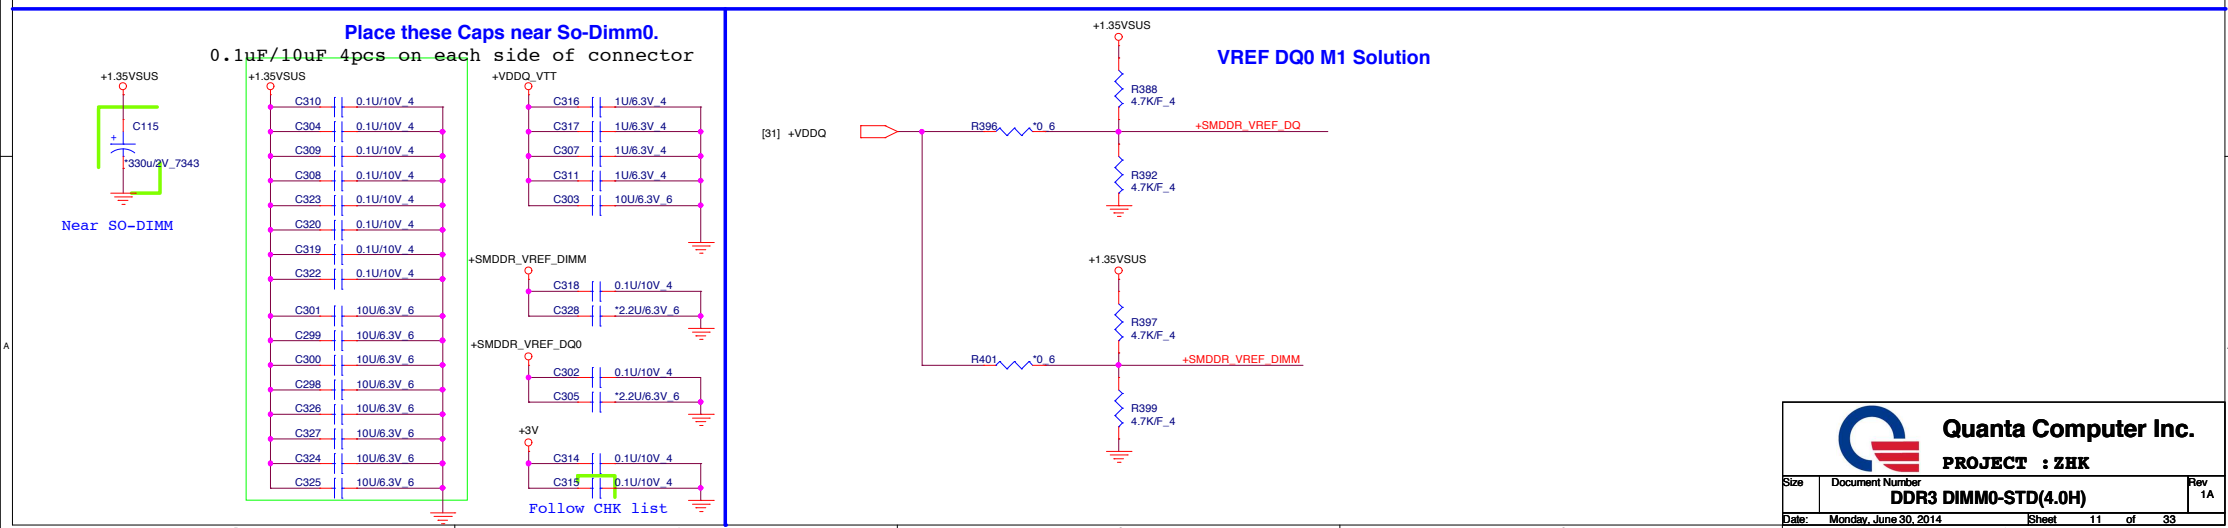 Place these Caps near So-Dimm0.
0.1uF/10uF 4pcs on each side of connector
+1.35VSUS
C115
+
*330u/2V_7343
Near SO-DIMM
+1.35VSUS
C310 0.1U/10V_4
C304 0.1U/10V_4
C309 0.1U/10V_4
C308 0.1U/10V_4
C323 0.1U/10V_4
C320 0.1U/10V_4
C319 0.1U/10V_4
C322 0.1U/10V_4
C301 10U/6.3V_6
C299 10U/6.3V_6
C300 10U/6.3V_6
C298 10U/6.3V_6
C326 10U/6.3V_6
C327 10U/6.3V_6
C324 10U/6.3V_6
C325 10U/6.3V_6
+VDDQ_VTT
C316 1U/6.3V_4
C317 1U/6.3V_4
C307 1U/6.3V_4
C311 1U/6.3V_4
C303 10U/6.3V_6
+SMDDR_VREF_DIMM
C318 0.1U/10V_4
C328 *2.2U/6.3V_6
+SMDDR_VREF_DQ0
C302 0.1U/10V_4
C305 *2.2U/6.3V_6
+3V
C314 0.1U/10V_4
C315 0.1U/10V_4
Follow CHK list
VREF DQ0 M1 Solution
+1.35VSUS
R388
4.7K/F_4
[31] +VDDQ
R396 *0_6
+SMDDR_VREF_DQ
R392
4.7K/F_4
+1.35VSUS
R397
4.7K/F_4
R401 *0_6
+SMDDR_VREF_DIMM
R399
4.7K/F_4
A
Quanta Computer Inc.
PROJECT : ZHK
Size Document Number Rev
DDR3 DIMM0-STD(4.0H) 1A
Date: Monday, June 30, 2014 Sheet 11 of 33